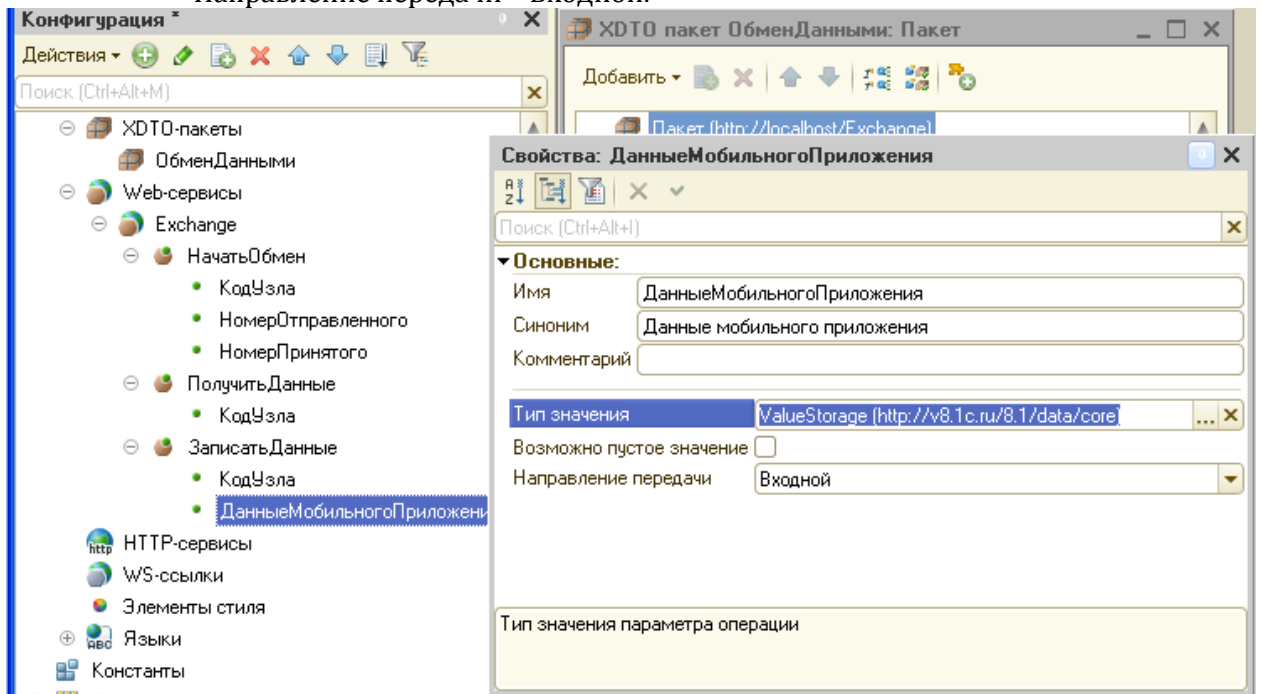 Направление передачи – Входной.
Конфигурация *
Действия
Поиск (Ctrl+Alt+M)
XDTO-пакеты
ОбменДанными
Web-сервисы
Exchange
НачатьОбмен
КодУзла
НомерОтправленного
НомерПринятого
ПолучитьДанные
КодУзла
ЗаписатьДанные
КодУзла
ДанныеМобильногоПриложени
HTTP-сервисы
WS-ссылки
Элементы стиля
Языки
Константы
XDTO пакет ОбменДанными: Пакет
Добавить
Пакет (http://localhost/Exchange)
Свойства: ДанныеМобильногоПриложения
Поиск (Ctrl+Alt+I)
Основные:
Имя ДанныеМобильногоПриложения
Синоним Данные мобильного приложения
Комментарий
Тип значения ValueStorage (http://v8.1c.ru/8.1/data/core) ...
Возможно пустое значение
Направление передачи Входной
Тип значения параметра операции